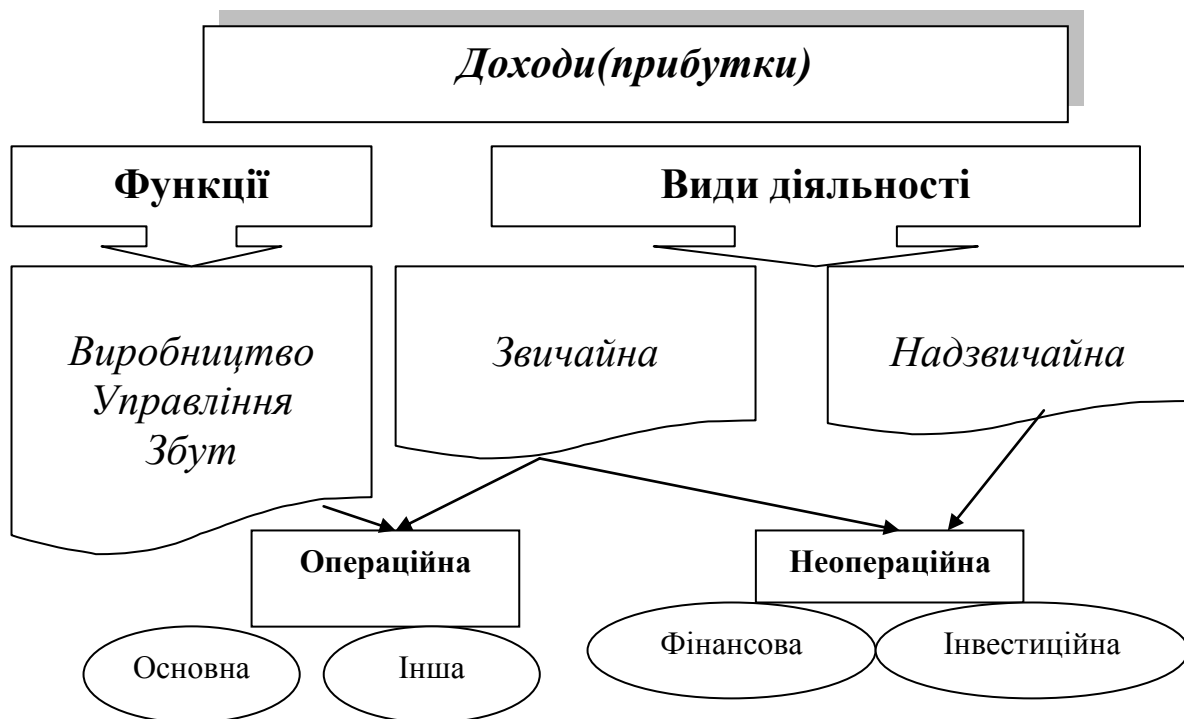 Доходи(прибутки)
Функції
Види діяльності
Виробництво
Управління
Збут
Звичайна
Надзвичайна
Операційна
Неопераційна
Основна
Інша
Фінансова
Інвестиційна